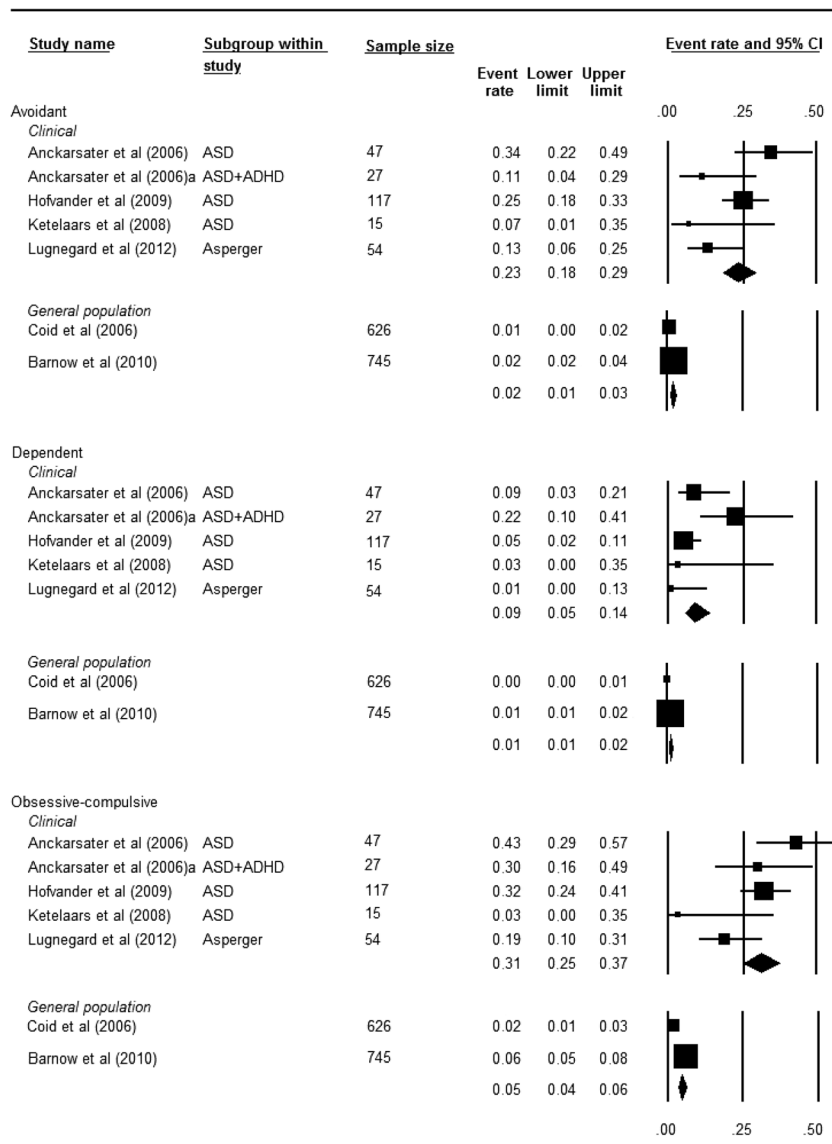 Study name Subgroup within study Sample size Event rate and 95% CI
Event rate Lower limit Upper limit
.00 .25 .50
Avoidant
Clinical
Anckarsater et al (2006) ASD 47 0.34 0.22 0.49
Anckarsater et al (2006)a ASD+ADHD 27 0.11 0.04 0.29
Hofvander et al (2009) ASD 117 0.25 0.18 0.33
Ketelaars et al (2008) ASD 15 0.07 0.01 0.35
Lugnegard et al (2012) Asperger 54 0.13 0.06 0.25
0.23 0.18 0.29
General population
Coid et al (2006) 626 0.01 0.00 0.02
Barnow et al (2010) 745 0.02 0.02 0.04
0.02 0.01 0.03
Dependent
Clinical
Anckarsater et al (2006) ASD 47 0.09 0.03 0.21
Anckarsater et al (2006)a ASD+ADHD 27 0.22 0.10 0.41
Hofvander et al (2009) ASD 117 0.05 0.02 0.11
Ketelaars et al (2008) ASD 15 0.03 0.00 0.35
Lugnegard et al (2012) Asperger 54 0.01 0.00 0.13
0.09 0.05 0.14
General population
Coid et al (2006) 626 0.00 0.00 0.01
Barnow et al (2010) 745 0.01 0.01 0.02
0.01 0.01 0.02
Obsessive-compulsive
Clinical
Anckarsater et al (2006) ASD 47 0.43 0.29 0.57
Anckarsater et al (2006)a ASD+ADHD 27 0.30 0.16 0.49
Hofvander et al (2009) ASD 117 0.32 0.24 0.41
Ketelaars et al (2008) ASD 15 0.03 0.00 0.35
Lugnegard et al (2012) Asperger 54 0.19 0.10 0.31
0.31 0.25 0.37
General population
Coid et al (2006) 626 0.02 0.01 0.03
Barnow et al (2010) 745 0.06 0.05 0.08
0.05 0.04 0.06
.00 .25 .50